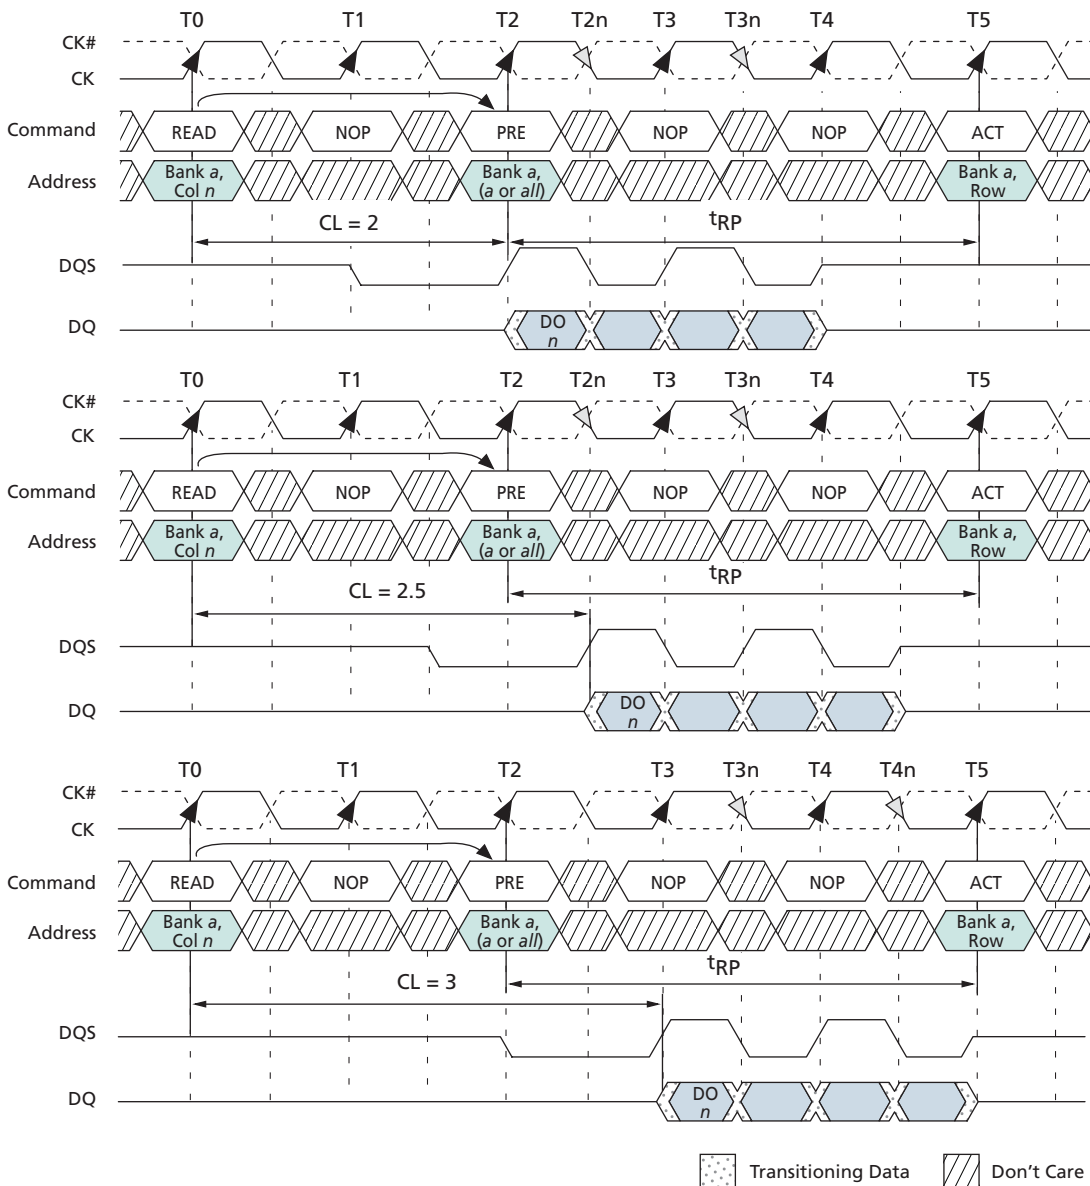 T0 T1 T2 T2n T3 T3n T4 T5
CK#
CK
Command READ NOP PRE NOP NOP ACT
Address Bank a, Col n Bank a, (a or all) Bank a, Row
CL = 2 tRP
DQS
DQ DO n
T0 T1 T2 T2n T3 T3n T4 T5
CK#
CK
Command READ NOP PRE NOP NOP ACT
Address Bank a, Col n Bank a, (a or all) Bank a, Row
tRP
CL = 2.5
DQS
DQ DO n
T0 T1 T2 T3 T3n T4 T4n T5
CK#
CK
Command READ NOP PRE NOP NOP ACT
Address Bank a, Col n Bank a, (a or all) Bank a, Row
tRP
CL = 3
DQS
DQ DO n
Transitioning Data Don't Care